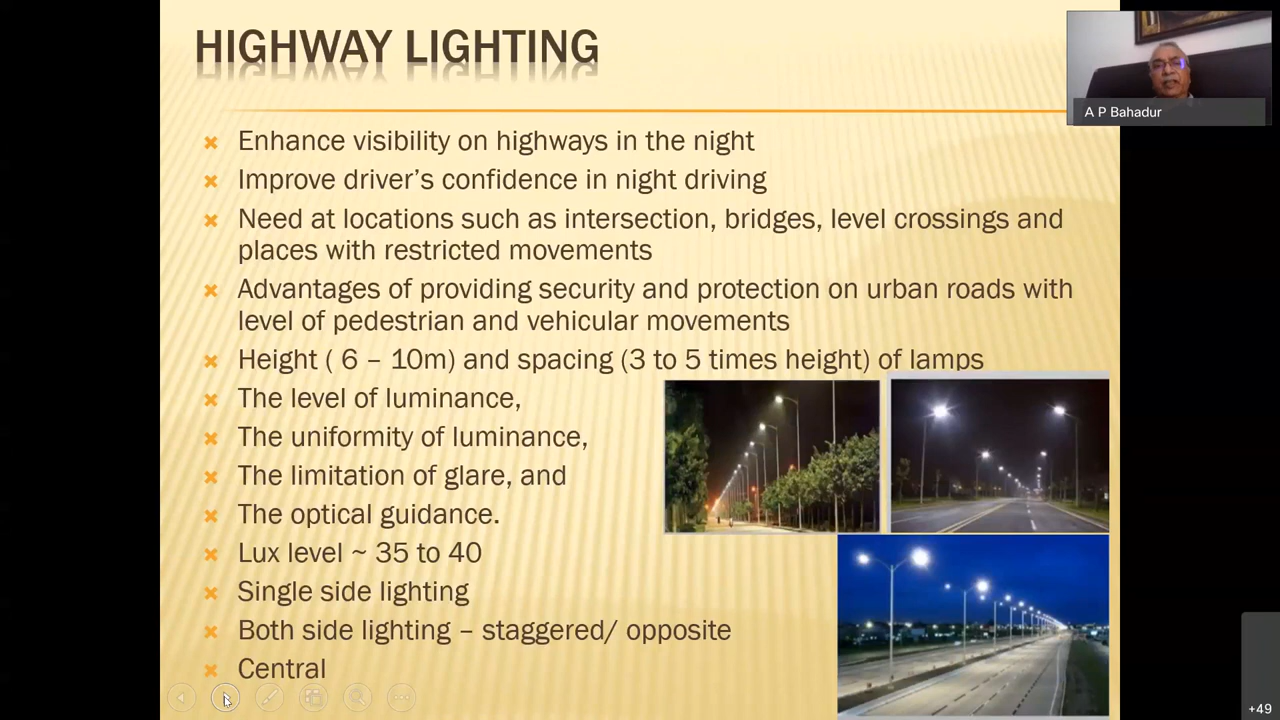 HIGHWAY LIGHTING
A P Bahadur
Enhance visibility on highways in the night
Improve driver's confidence in night driving
Need at locations such as intersection, bridges, level crossings and
places with restricted movements
Advantages of providing security and protection on urban roads with
level of pedestrian and vehicular movements
Height ( 6 – 10m) and spacing (3 to 5 times height) of lamps
The level of luminance,
The uniformity of luminance,
The limitation of glare, and
The optical guidance.
Lux level ~ 35 to 40
Single side lighting
Both side lighting – staggered/ opposite
Central
+49